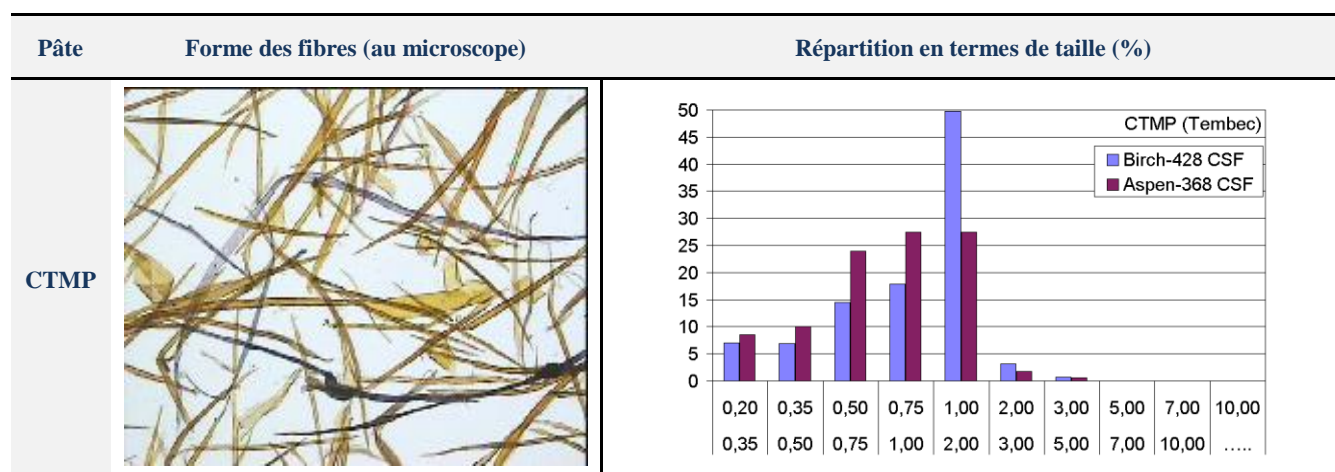 Pâte Forme des fibres (au microscope) Répartition en termes de taille (%)
CTMP
CTMP (Tembec)
Birch-428 CSF
Aspen-368 CSF
50
45
40
35
30
25
20
15
10
5
0
0,20 0,35 0,50 0,75 1,00 2,00 3,00 5,00 7,00 10,00
0,35 0,50 0,75 1,00 2,00 3,00 5,00 7,00 10,00 .....